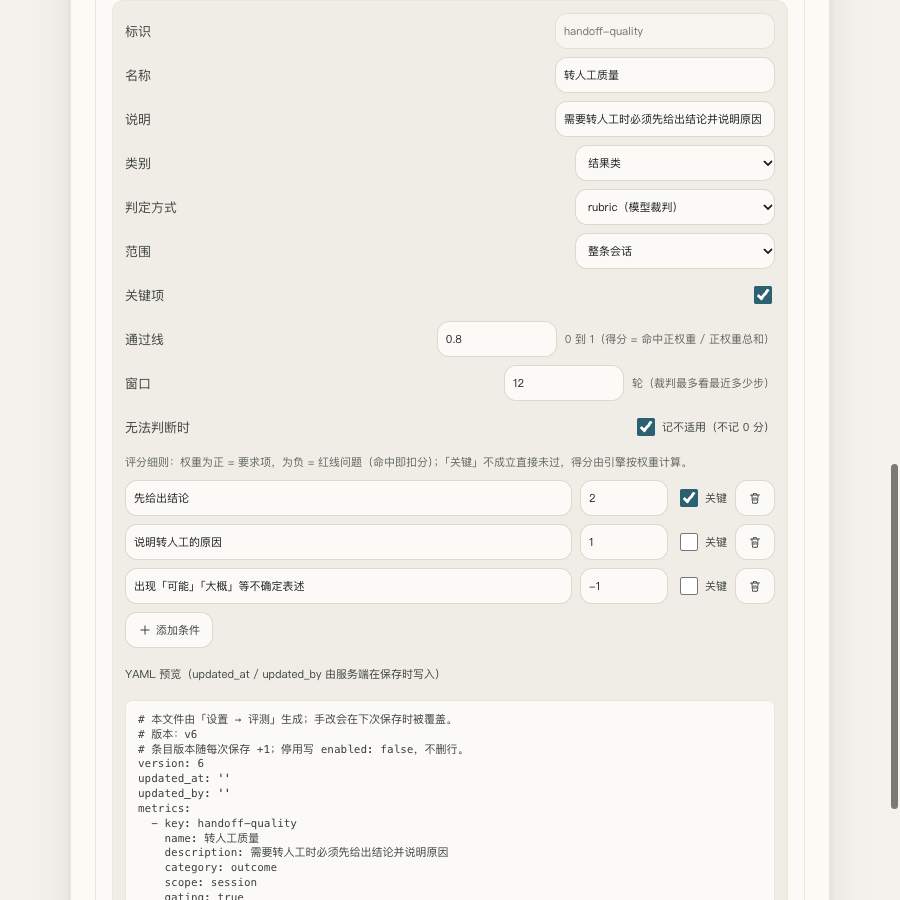 标识
handoff-quality
名称
转人工质量
说明
需要转人工时必须先给出结论并说明原因
类别
结果类
判定方式
rubric（模型裁判）
范围
整条会话
关键项
通过线
0.8
0 到 1（得分 = 命中正权重 / 正权重总和）
窗口
12
轮（裁判最多看最近多少步）
无法判断时
记不适用（不记 0 分）
评分细则：权重为正 = 要求项，为负 = 红线问题（命中即扣分）；「关键」不成立直接未过，得分由引擎按权重计算。
先给出结论
2
关键
说明转人工的原因
1
关键
出现「可能」「大概」等不确定表述
-1
关键
+ 添加条件
YAML 预览（updated_at / updated_by 由服务端在保存时写入）
# 本文件由「设置 → 评测」生成；手改会在下次保存时被覆盖。
# 版本：v6
# 条目版本随每次保存 +1；停用写 enabled: false，不删行。
version: 6
updated_at: ''
updated_by: ''
metrics:
- key: handoff-quality
name: 转人工质量
description: 需要转人工时必须先给出结论并说明原因
category: outcome
scope: session
gating: true